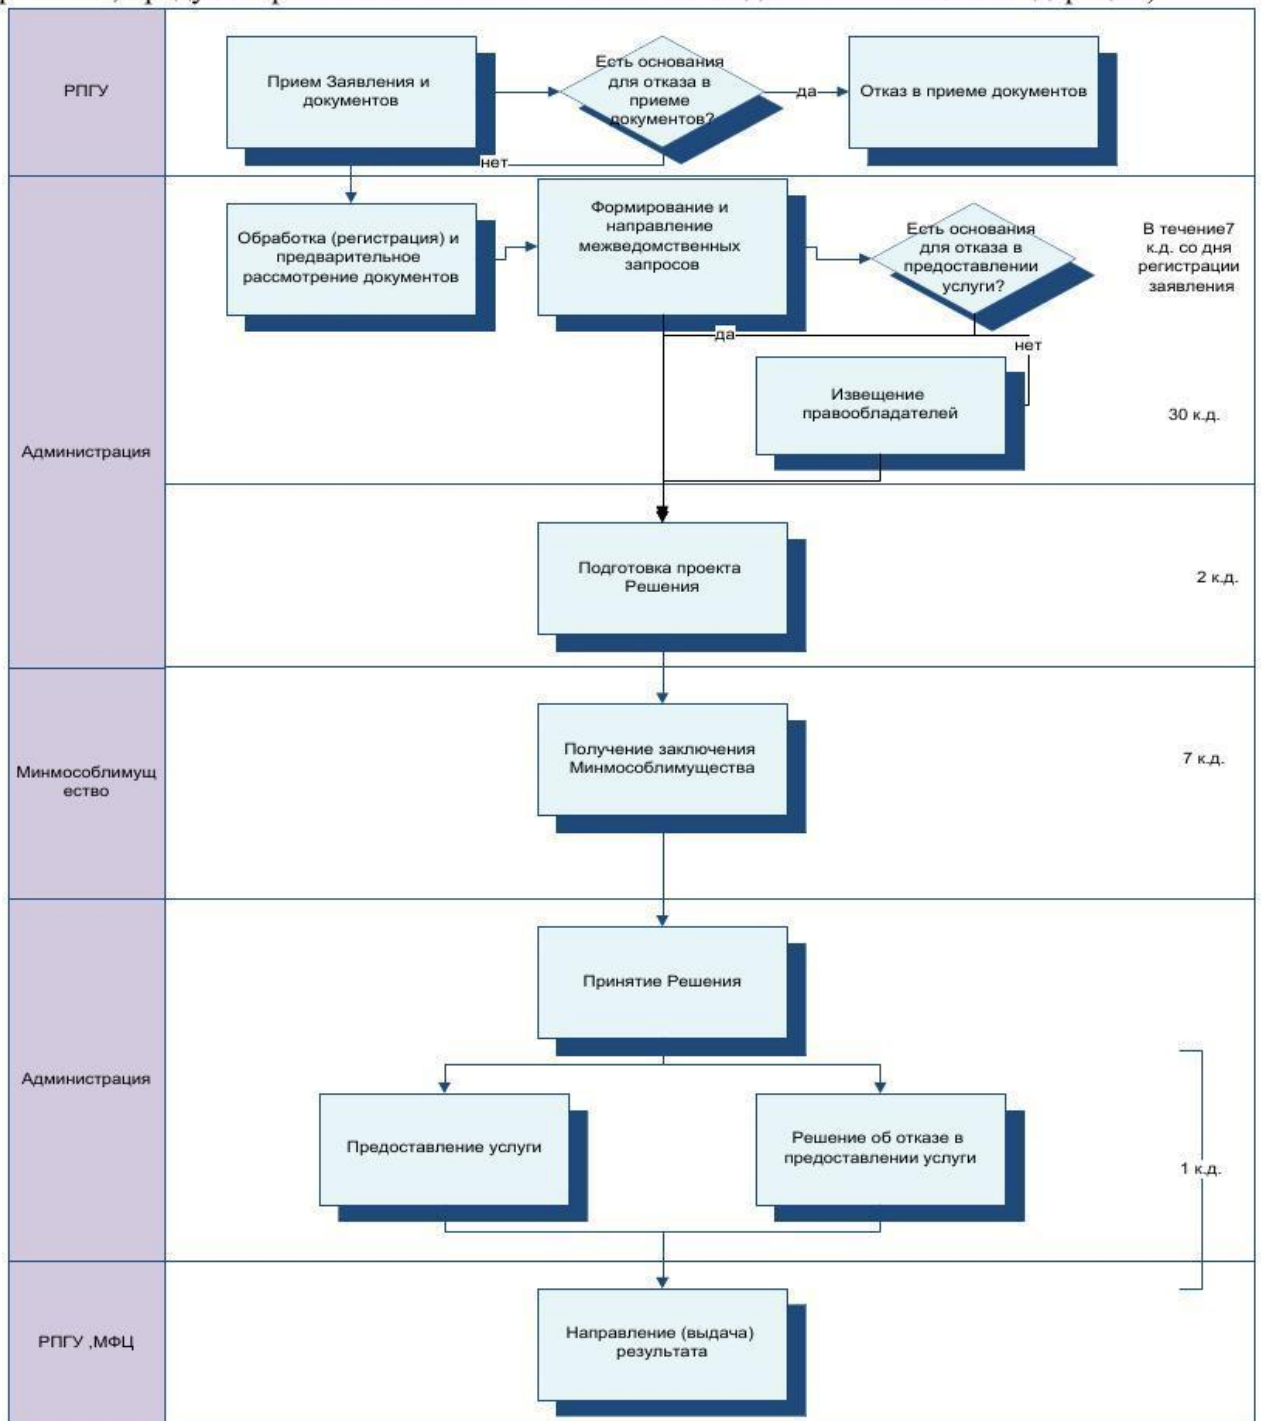 РПГУ
Прием Заявления и
документов
Есть основания
для отказа в
приеме
документов?
да
Отказ в приеме документов
нет
Обработка (регистрация) и
предварительное
рассмотрение документов
Формирование и
направление
межведомственных
запросов
Есть основания
для отказа в
предоставлении
услуги?
В течение7
к.д. со дня
регистрации
заявления
да
нет
Администрация
Извещение
правообладателей
30 к.д.
Подготовка проекта
Решения
2 к.д.
Минмособлимущ
ество
Получение заключения
Минмособлимущества
7 к.д.
Принятие Решения
Администрация
Предоставление услуги
Решение об отказе в
предоставлении услуги
1 к.д.
РПГУ ,МФЦ
Направление (выдача)
результата